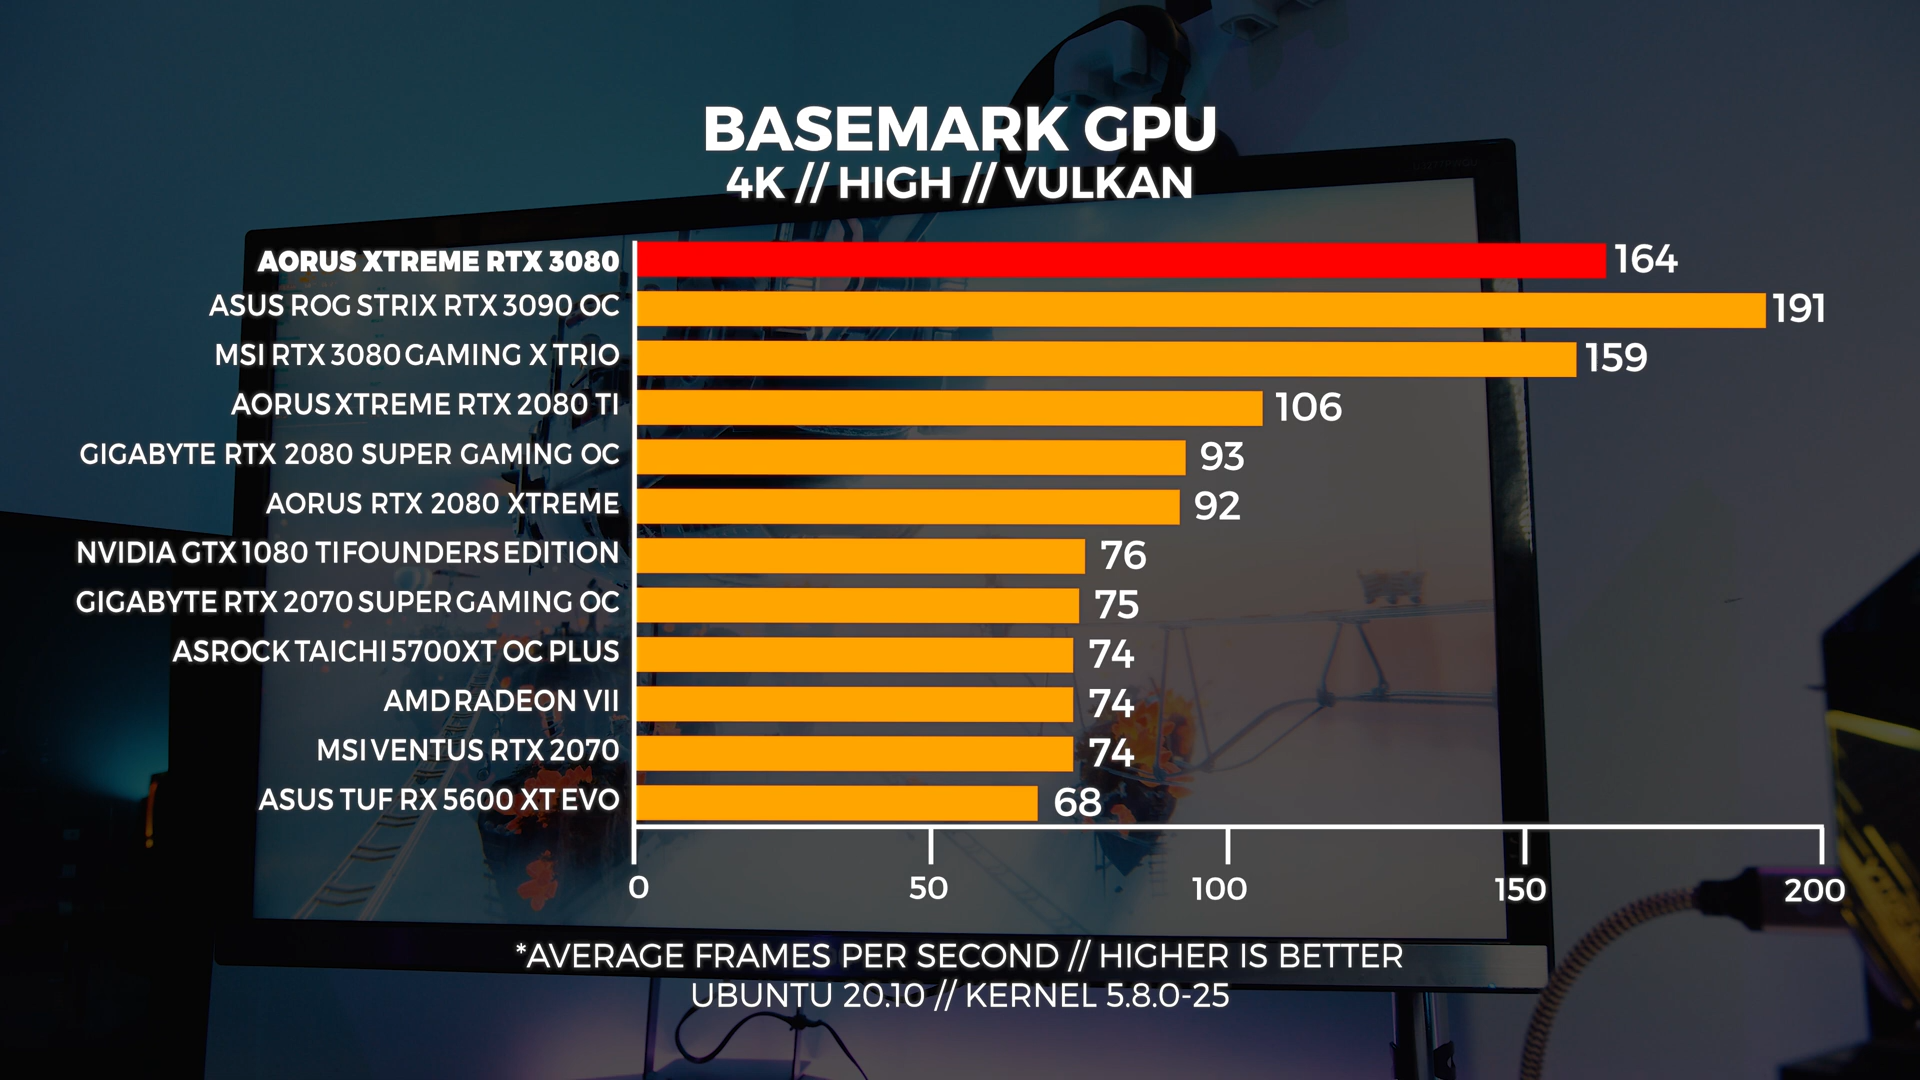 BASEMARK GPU
4K // HIGH // VULKAN
AORUS XTREME RTX 3080 164
ASUS ROG STRIX RTX 3090 OC 191
MSI RTX 3080 GAMING X TRIO 159
AORUS XTREME RTX 2080 TI 106
GIGABYTE RTX 2080 SUPER GAMING OC 93
AORUS RTX 2080 XTREME 92
NVIDIA GTX 1080 TI FOUNDERS EDITION 76
GIGABYTE RTX 2070 SUPER GAMING OC 75
ASROCK TAICHI 5700XT OC PLUS 74
AMD RADEON VII 74
MSI VENTUS RTX 2070 74
ASUS TUF RX 5600 XT EVO 68
0 50 100 150 200
*AVERAGE FRAMES PER SECOND // HIGHER IS BETTER
UBUNTU 20.10 // KERNEL 5.8.0-25